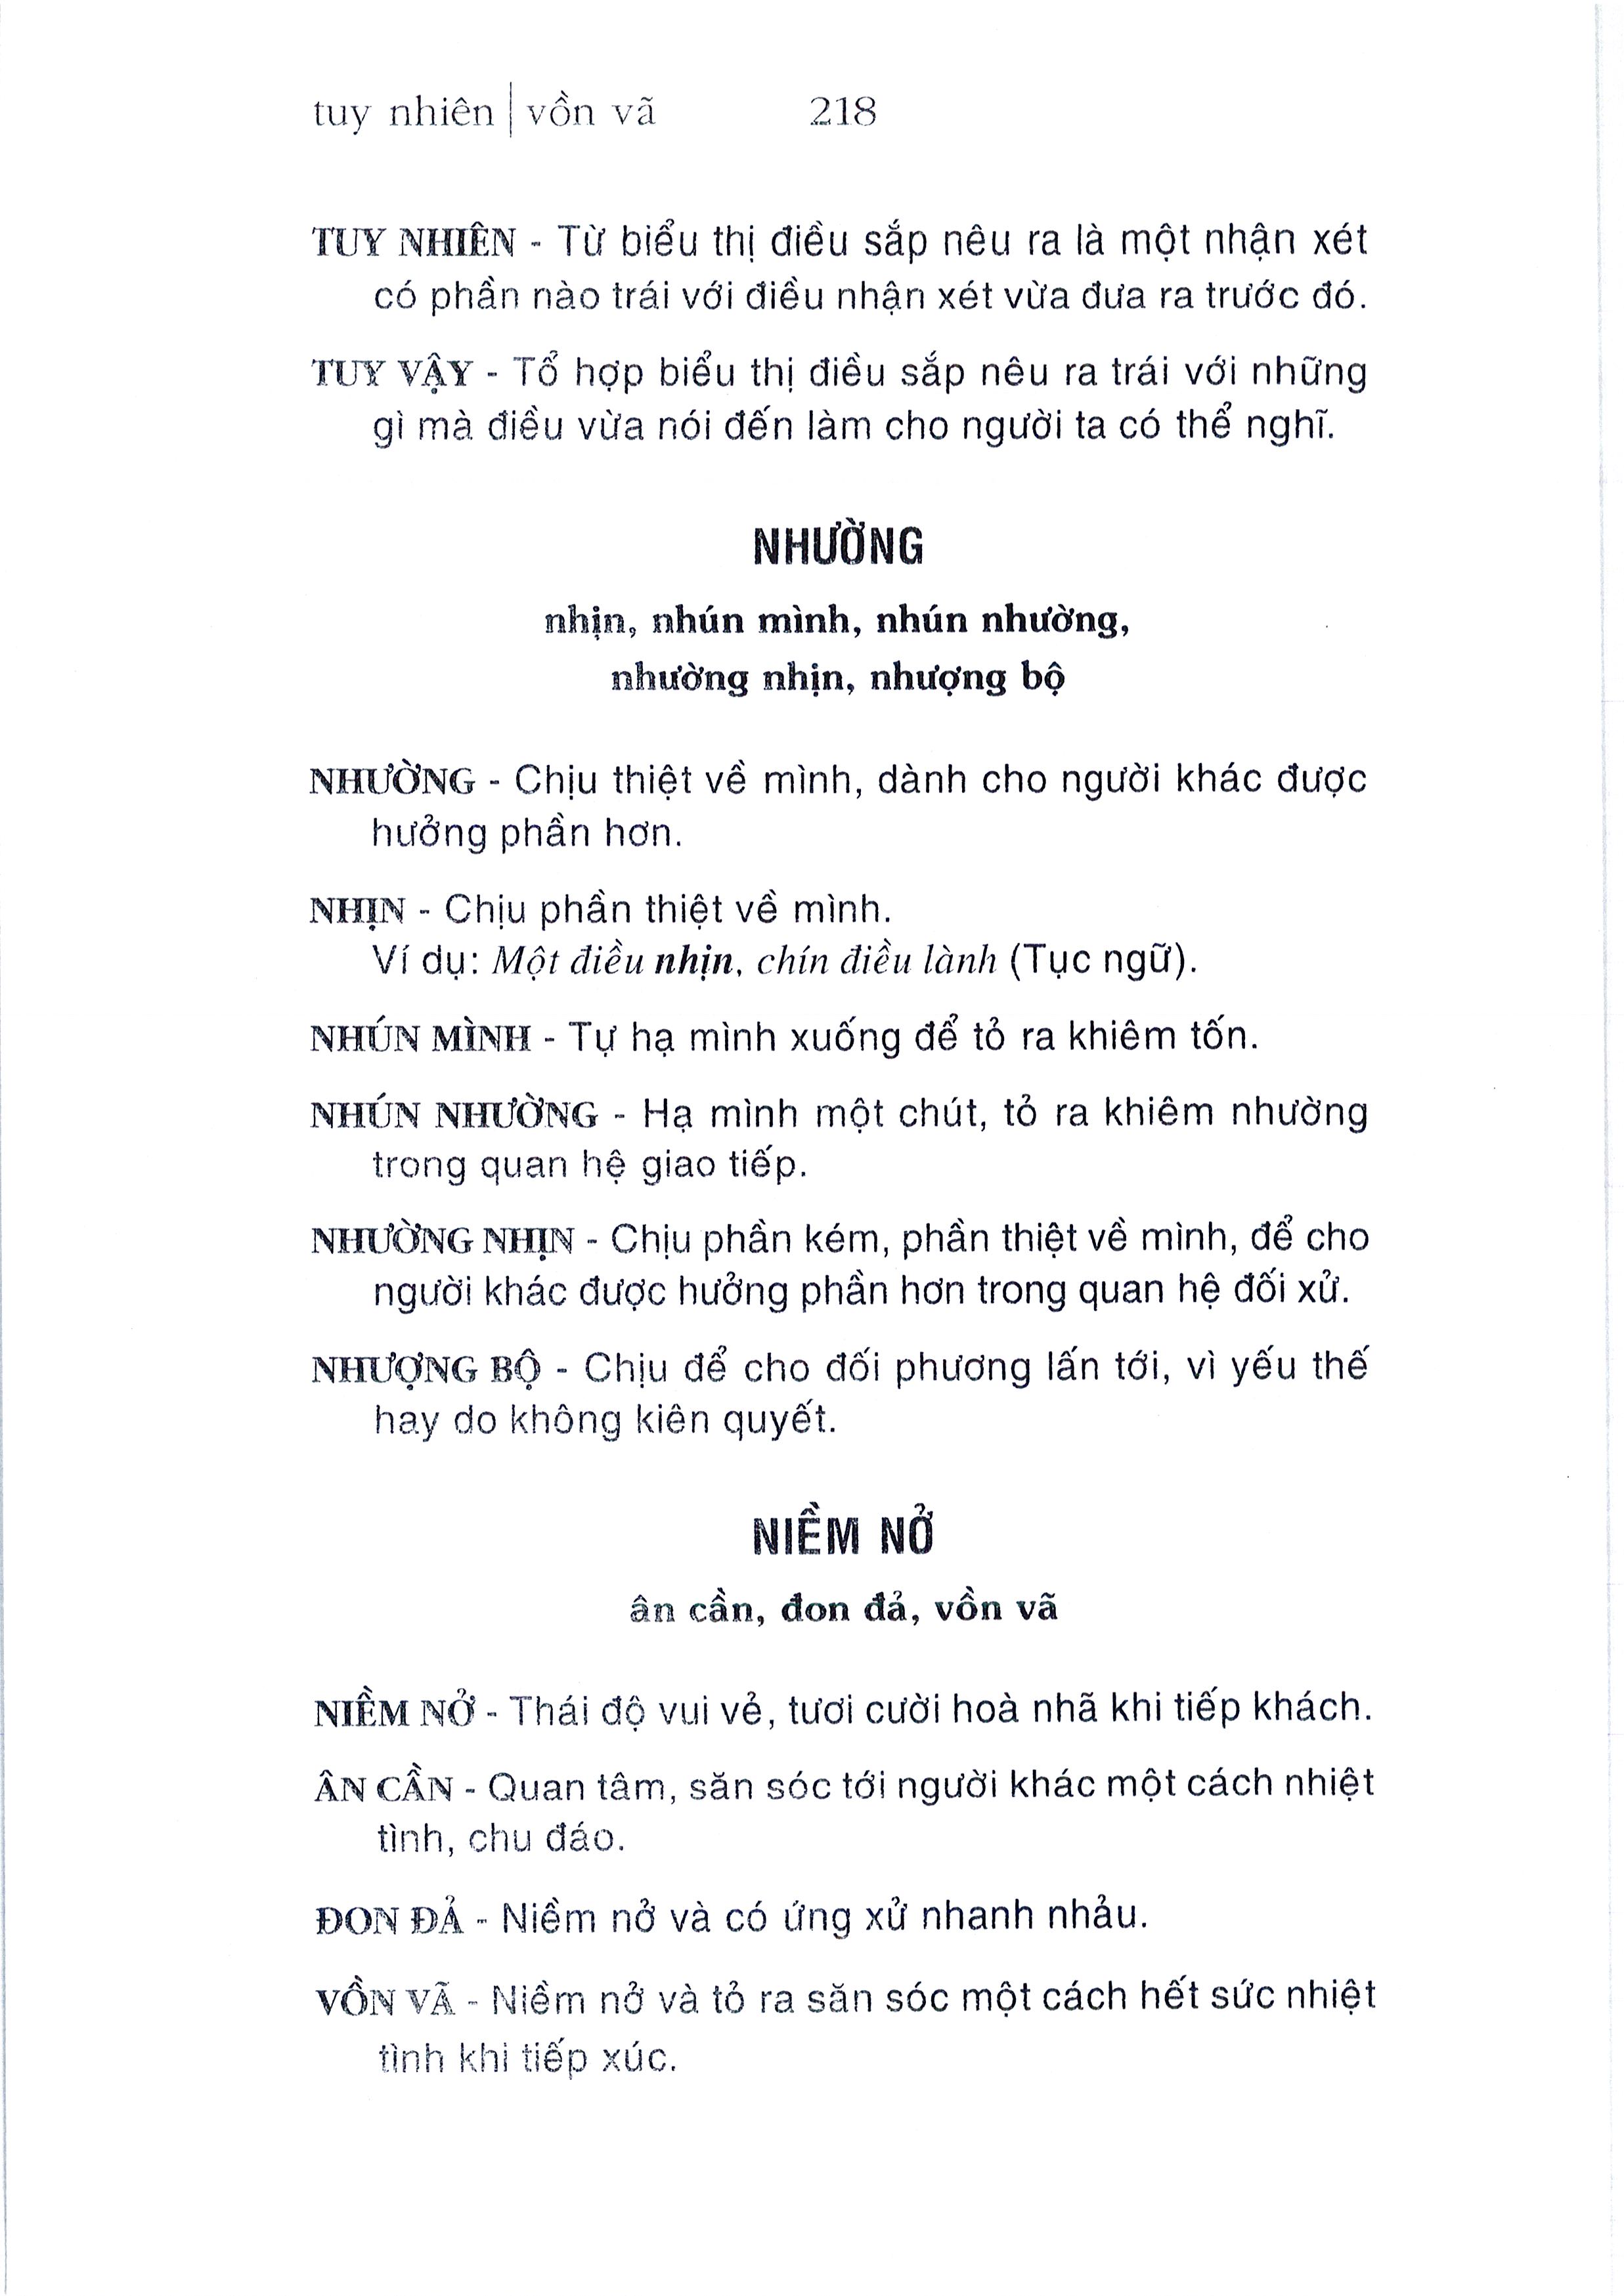 tuy nhiên | vồn vã 218
TUY NHIÊN - Từ biểu thị điều sắp nêu ra là một nhận xét
có phần nào trái với điều nhận xét vừa đưa ra trước đó.
TUY VẬY - Tổ hợp biểu thị điều sắp nêu ra trái với những
gì mà điều vừa nói đến làm cho người ta có thể nghĩ.
NHƯỜNG
nhịn, nhún mình, nhún nhường,
nhường nhịn, nhượng bộ
NHƯỜNG - Chịu thiệt về mình, dành cho người khác được
hưởng phần hơn.
NHỊN - Chịu phần thiệt về mình.
Ví dụ: Một điều nhịn, chín điều lành (Tục ngữ).
NHÚN MÌNH - Tự hạ mình xuống để tỏ ra khiêm tốn.
NHÚN NHƯỜNG - Hạ mình một chút, tỏ ra khiêm nhường
trong quan hệ giao tiếp.
NHƯỜNG NHỊN - Chịu phần kém, phần thiệt về mình, để cho
người khác được hưởng phần hơn trong quan hệ đối xử.
NHƯỢNG BỘ - Chịu để cho đối phương lấn tới, vì yếu thế
hay do không kiên quyết.
NIỀM NỞ
ân cần, đon đả, vồn vã
NIỀM NỞ - Thái độ vui vẻ, tươi cười hoà nhã khi tiếp khách.
ÂN CẦN - Quan tâm, săn sóc tới người khác một cách nhiệt
tình, chu đáo.
ĐON ĐẢ - Niềm nở và có ứng xử nhanh nhảu.
VỒN VÃ - Niềm nở và tỏ ra săn sóc một cách hết sức nhiệt
tình khi tiếp xúc.